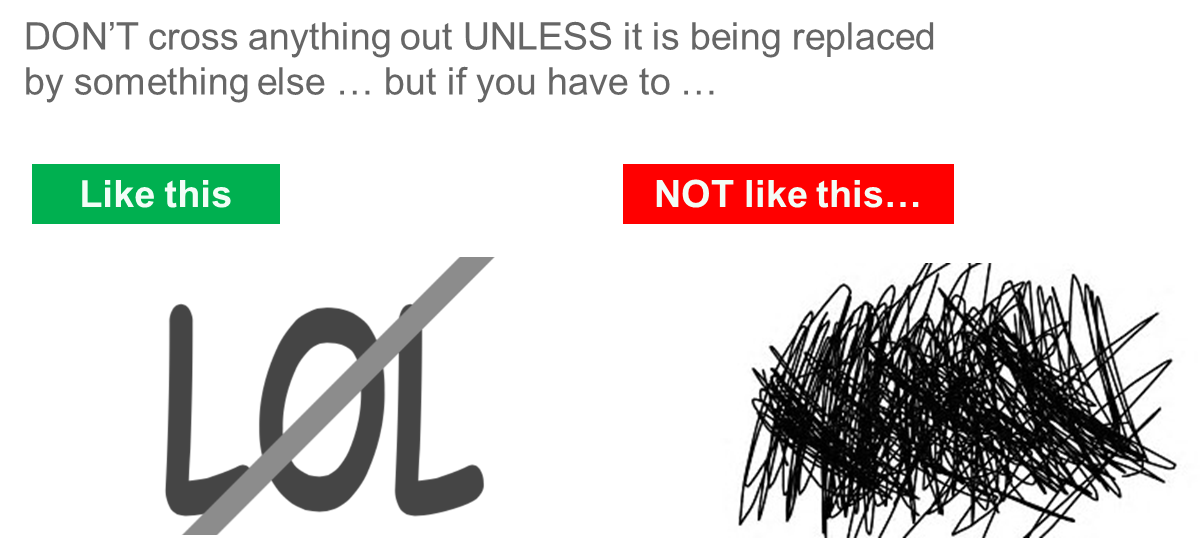 DON’T cross anything out UNLESS it is being replaced
by something else … but if you have to …
Like this
NOT like this…
LOL